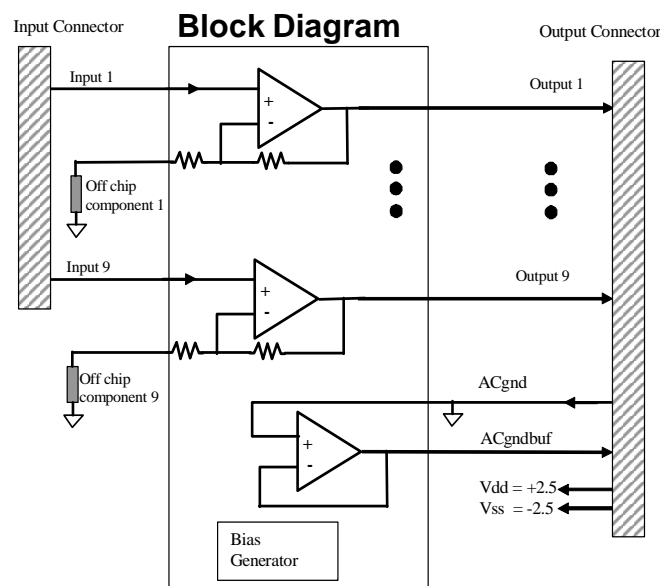 Block Diagram
Input Connector
Output Connector
Input 1
Output 1
+
-
Off chip
component 1
Input 9
Output 9
+
-
Off chip
component 9
ACgnd
+
-
ACgndbuf
Vdd = +2.5
Vss = -2.5
Bias
Generator